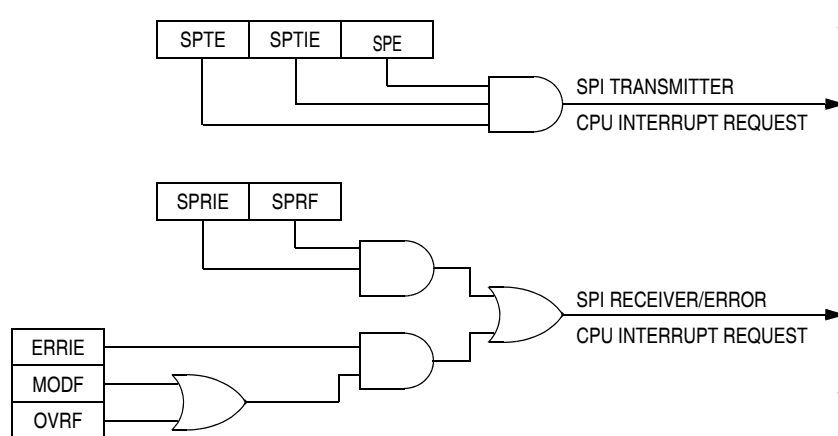 SPTE SPTIE SPE
SPI TRANSMITTER
CPU INTERRUPT REQUEST
SPRIE SPRF
SPI RECEIVER/ERROR
CPU INTERRUPT REQUEST
ERRIE
MODF
OVRF